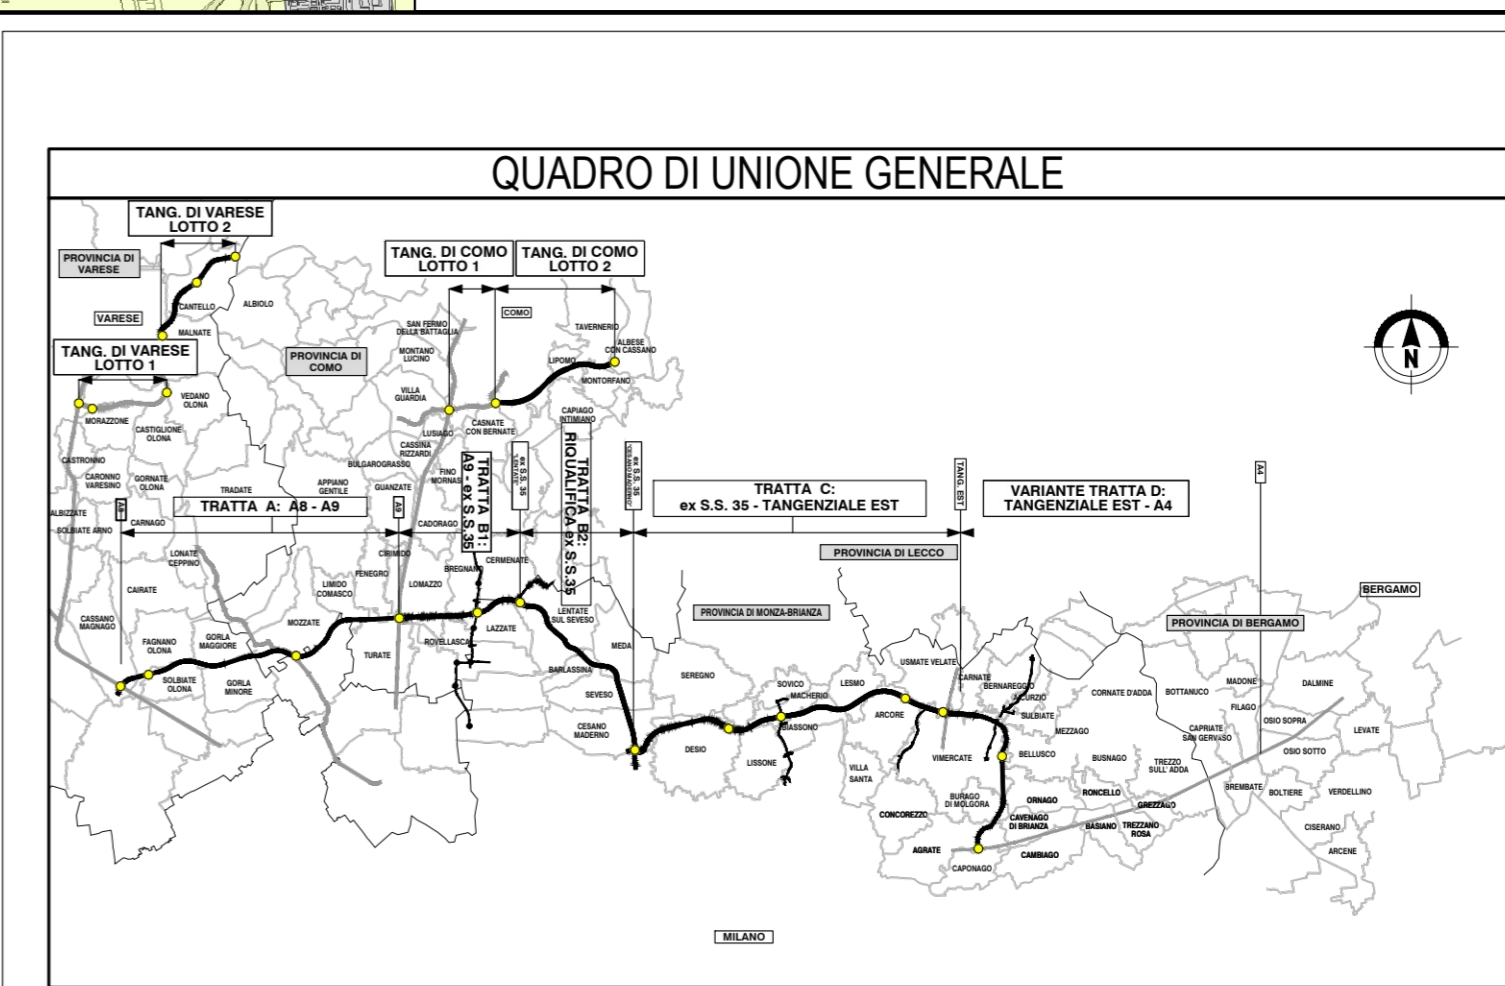 QUADRO DI UNIONE GENERALE
TANG. DI VARESE
LOTTO 2
PROVINCIA DI
VARESE
CANTELLO
ALBIOLO
VARESE
MALNATE
TANG. DI VARESE
LOTTO 1
PROVINCIA DI
COMO
TANG. DI COMO
LOTTO 1
TANG. DI COMO
LOTTO 2
COMO
SAN FERMO
DELLA BATTAGLIA
MONTANO
LUCINO
TAVERNERIO
ALBESE
CON CASSANO
LIPOMO
MONTORFANO
VILLA
GUARDIA
VEDANO
OLONA
MORAZZONE
CASTIGLIONE
OLONA
LUSIAGO
CASNATE
CON BERNATE
CAPIAGO
INTIMIANO
CASSINA
RIZZARDI
BULGAROGRASSO
CASTRONNO
CARONNO
VARESINO
GORNATE
OLONA
TRADATE
APPIANO
GENTILE
GUANZATE
FINO
MORNAS
ALBIZZATE
SOLBIATE ARNO
CARNAGO
A8
TRATTA A: A8 - A9
A9
CADORAGO
TRATTA B1:
A9 - ex S.S.35
ex S.S. 35
"LENTATE"
TRATTA B2:
RIQUALIFICA ex S.S.35
ex S.S. 35
TRATTA C:
ex S.S. 35 - TANGENZIALE EST
TANG. EST
VARIANTE TRATTA D:
TANGENZIALE EST - A4
A4
N
PROVINCIA DI LECCO
PROVINCIA DI MONZA-BRIANZA
PROVINCIA DI BERGAMO
BERGAMO
LONATE
CEPPINO
CIRIMIDO
FENEGRO
LIMIDO
COMASCO
LOMAZZO
BREGNANO
CERMENATE
CAIRATE
CASSANO
MAGNAGO
FAGNANO
OLONA
GORLA
MAGGIORE
MOZZATE
SOLBIATE
OLONA
GORLA
MINORE
TURATE
ROVELLASCA
LAZZATE
LENTATE
SUL SEVESO
MEDA
BARLASSINA
SEVESO
CESANO
MADERNO
SEREGNO
DESIO
LISSONE
SOVICO
MACHERIO
BIASSONO
LESMO
ARCORE
USMATE VELATE
CARNATE
BERNAREGGIO
SULBIATE
MEZZAGO
BELLUSCO
VIMERCATE
VILLA
SANTA
CORNATE D'ADDA
BOTTANUCO
MADONE
FILAGO
DALMINE
OSIO SOPRA
CAPRIATE
SAN GERVASO
LEVATE
OSIO SOTTO
BUSNAGO
TREZZO
SULL' ADDA
BREMBATE
BOLTIERE
VERDELLINO
CISERANO
ARCENE
CONCOREZZO
BURAGO
DI MOLGORA
ORNAGO
RONCELLO
GREZZAGO
CAVENAGO
DI BRIANZA
BASIANO
TREZZANO
ROSA
AGRATE
CAPONAGO
CAMBIAGO
MILANO